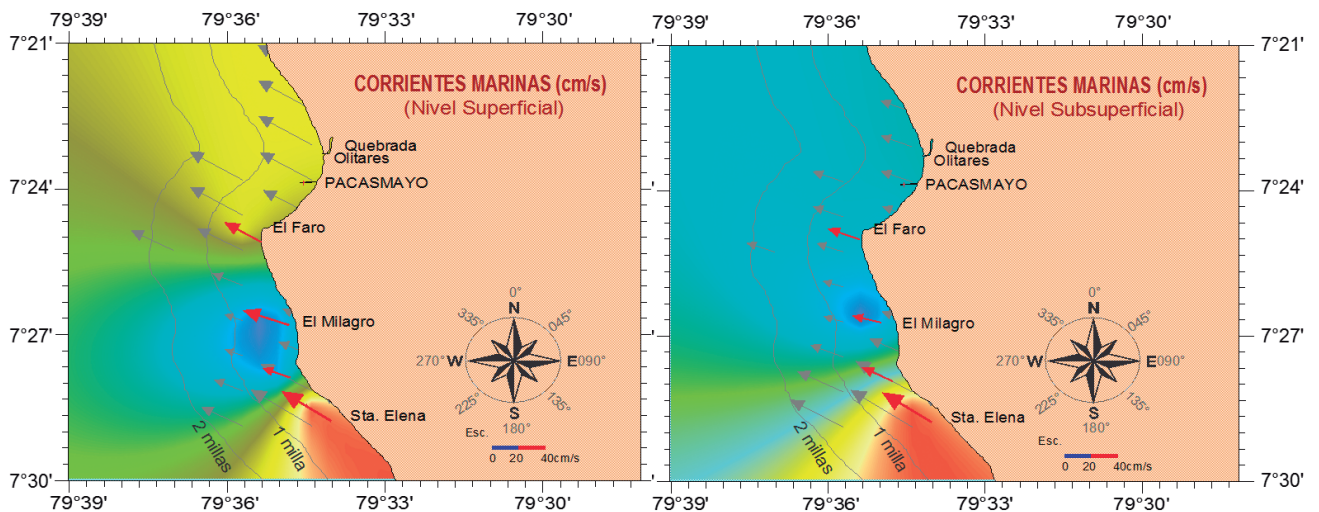 79°39' 79°36' 79°33' 79°30'
7°21'
CORRIENTES MARINAS (cm/s)
(Nivel Superficial)
Quebrada
Olitares
7°24'
PACASMAYO
El Faro
0°
N
335° 045°
El Milagro
7°27'
270° W E 090°
225° 135°
S
180°
Sta. Elena
Esc.
0 20 40cm/s
2 millas
1 milla
7°30'
79°39' 79°36' 79°33' 79°30'
79°39' 79°36' 79°33' 79°30'
7°21'
CORRIENTES MARINAS (cm/s)
(Nivel Subsuperficial)
Quebrada
Olitares
PACASMAYO
7°24'
El Faro
0°
N
335° 045°
El Milagro
7°27'
270° W E 090°
225° 135°
S
180°
Sta. Elena
Esc.
0 20 40cm/s
2 millas
1 milla
7°30'
79°39' 79°36' 79°33' 79°30'